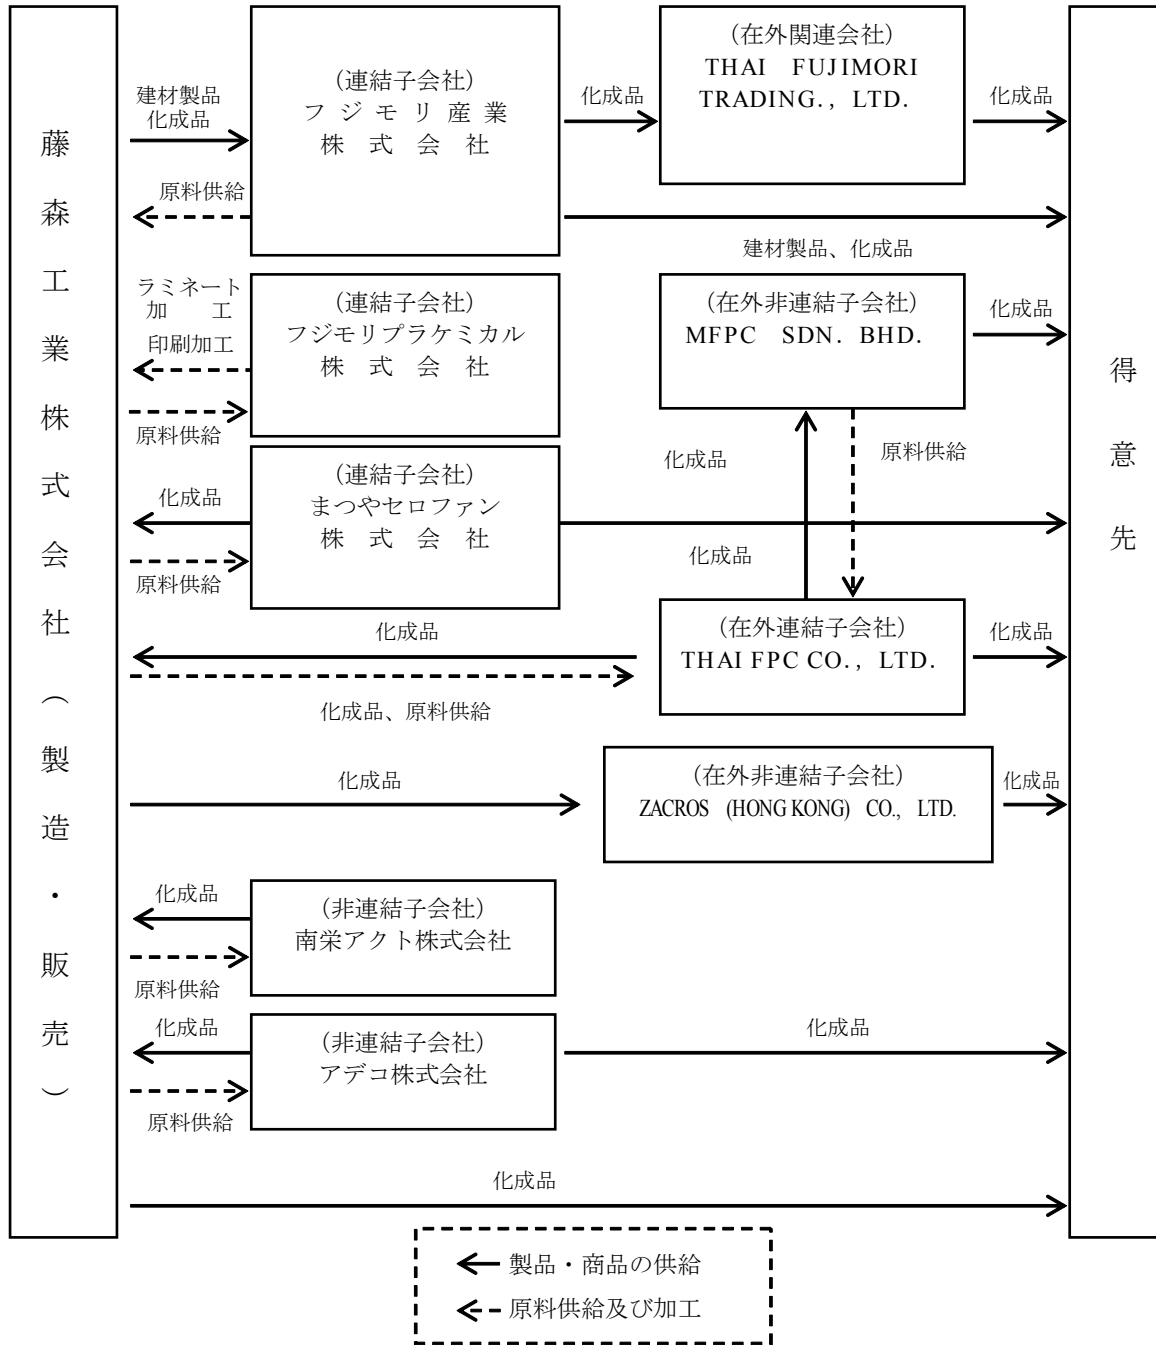 藤森工業株式会社（製造・販売）
建材製品
化成品
原料供給
(連結子会社)
フジモリ産業
株式会社
化成品
(在外関連会社)
THAI FUJIMORI
TRADING., LTD.
化成品
建材製品、化成品
ラミネート
加工
印刷加工
原料供給
(連結子会社)
フジモリプラケミカル
株式会社
(在外非連結子会社)
MFPC SDN. BHD.
化成品
化成品
原料供給
化成品
原料供給
(連結子会社)
まつやセロファン
株式会社
化成品
化成品
化成品、原料供給
(在外連結子会社)
THAI FPC CO., LTD.
化成品
化成品
(在外非連結子会社)
ZACROS (HONG KONG) CO., LTD.
化成品
化成品
原料供給
(非連結子会社)
南栄アクト株式会社
化成品
原料供給
(非連結子会社)
アデコ株式会社
化成品
化成品
得意先
製品・商品の供給
原料供給及び加工